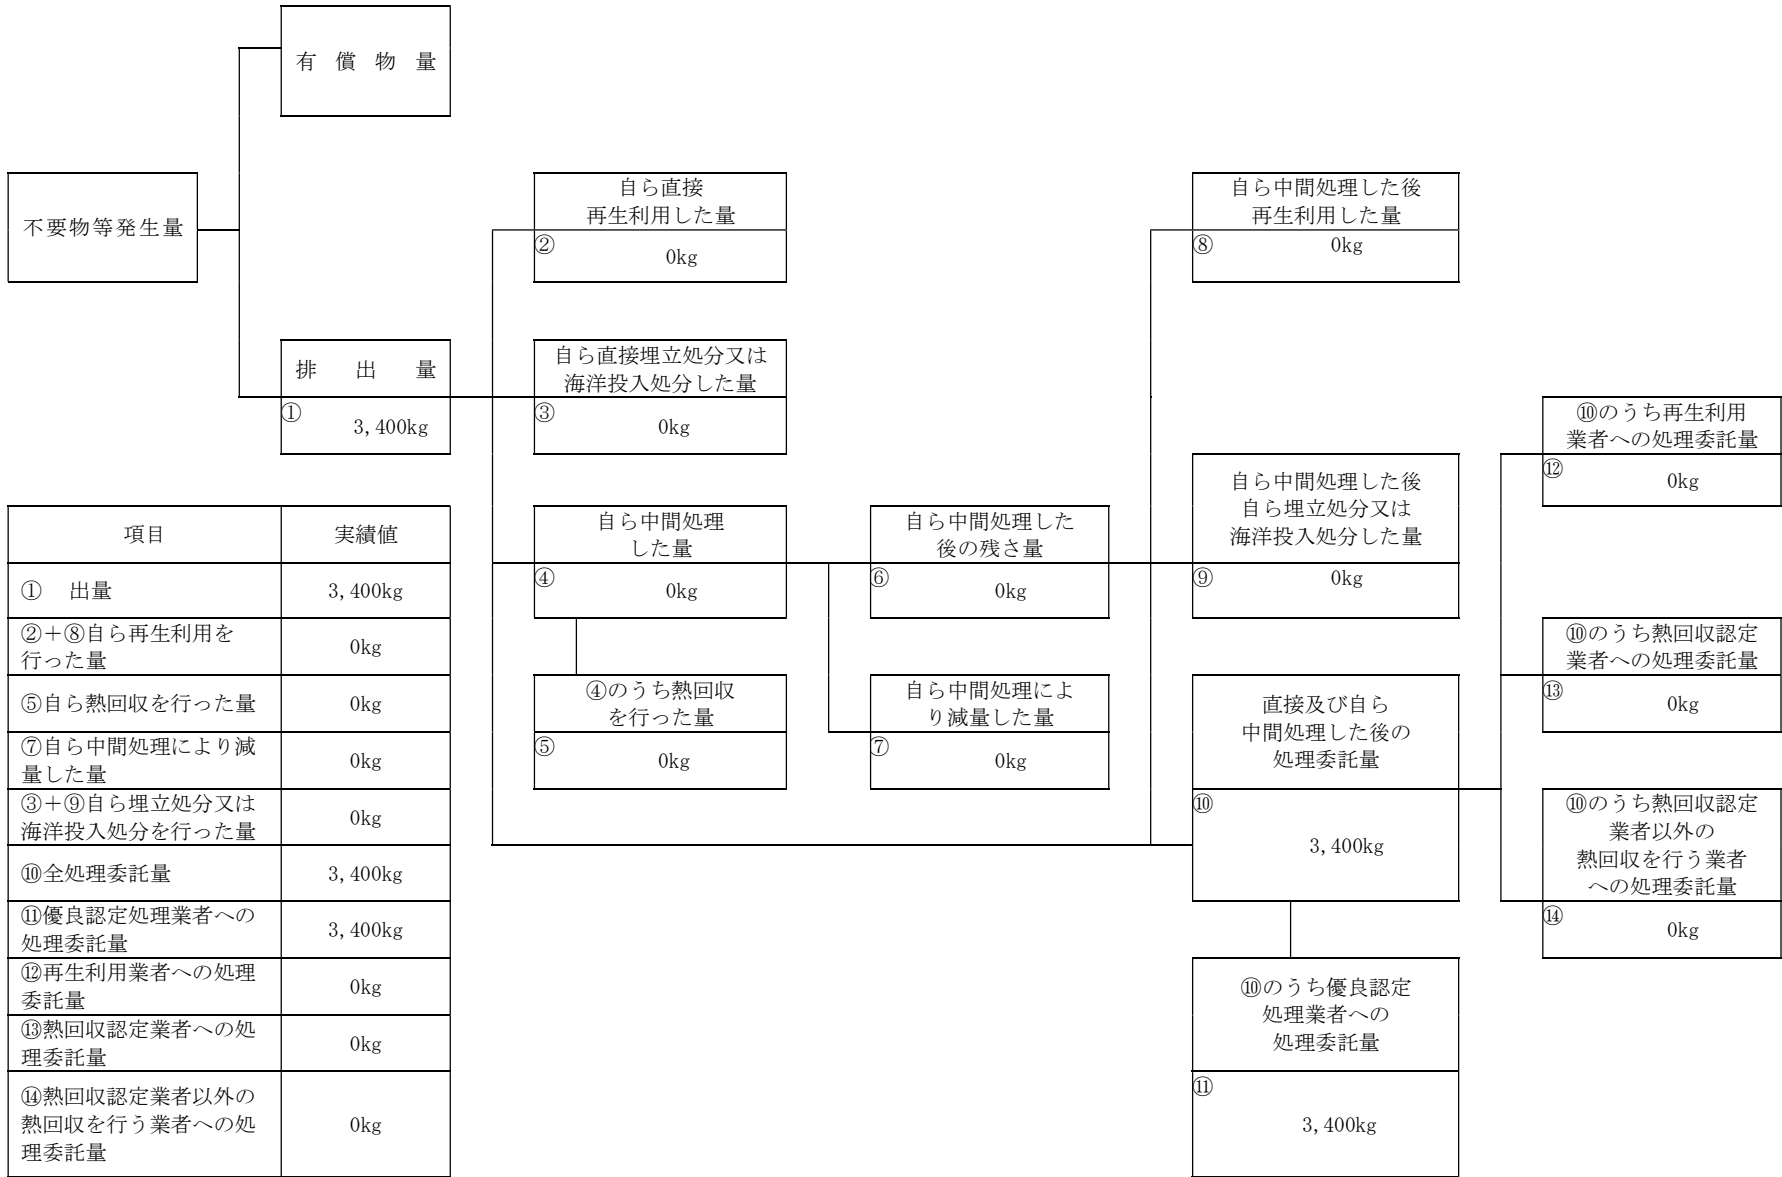 有　償　物　量
不要物等発生量
自ら直接
再生利用した量
②
0kg
自ら中間処理した後
再生利用した量
⑧
0kg
排　出　量
①
3,400kg
自ら直接埋立処分又は
海洋投入処分した量
③
0kg
⑩のうち再生利用
業者への処理委託量
⑫
0kg
自ら中間処理した後
自ら埋立処分又は
海洋投入処分した量
⑨
0kg
自ら中間処理
した量
④
0kg
自ら中間処理した
後の残さ量
⑥
0kg
⑩のうち熱回収認定
業者への処理委託量
⑬
0kg
④のうち熱回収
を行った量
⑤
0kg
自ら中間処理によ
り減量した量
⑦
0kg
直接及び自ら
中間処理した後の
処理委託量
⑩
3,400kg
⑩のうち熱回収認定
業者以外の
熱回収を行う業者
への処理委託量
⑭
0kg
⑩のうち優良認定
処理業者への
処理委託量
⑪
3,400kg
項目　実績値
①　出量　3,400kg
②＋⑧自ら再生利用を
行った量
0kg
⑤自ら熱回収を行った量　0kg
⑦自ら中間処理により減
量した量
0kg
③＋⑨自ら埋立処分又は
海洋投入処分を行った量
0kg
⑩全処理委託量　3,400kg
⑪優良認定処理業者への
処理委託量
3,400kg
⑫再生利用業者への処理
委託量
0kg
⑬熱回収認定業者への処
理委託量
0kg
⑭熱回収認定業者以外の
熱回収を行う業者への処
理委託量
0kg